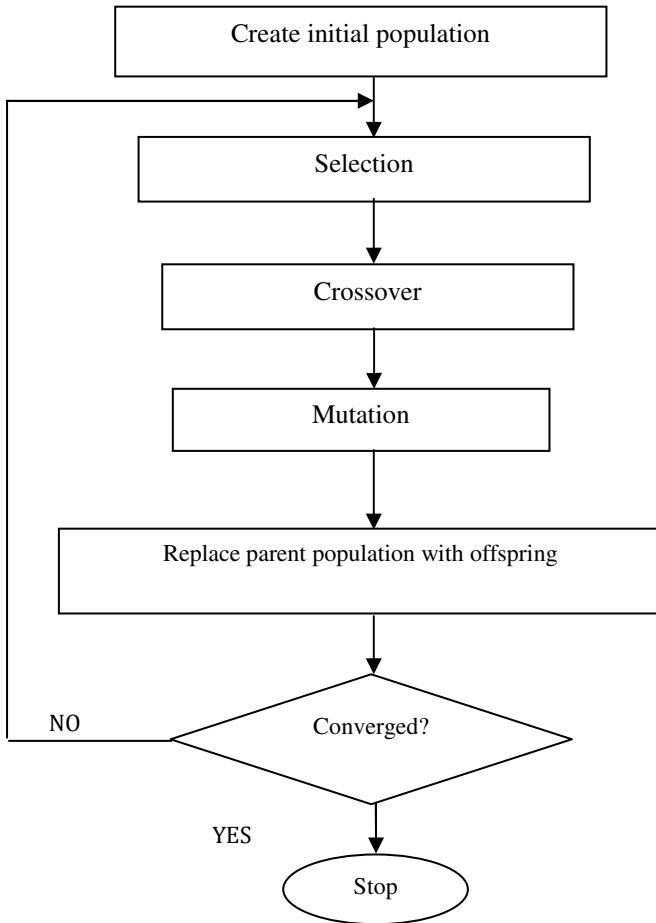 Create initial population
Selection
Crossover
Mutation
Replace parent population with offspring
Converged?
NO
YES
Stop